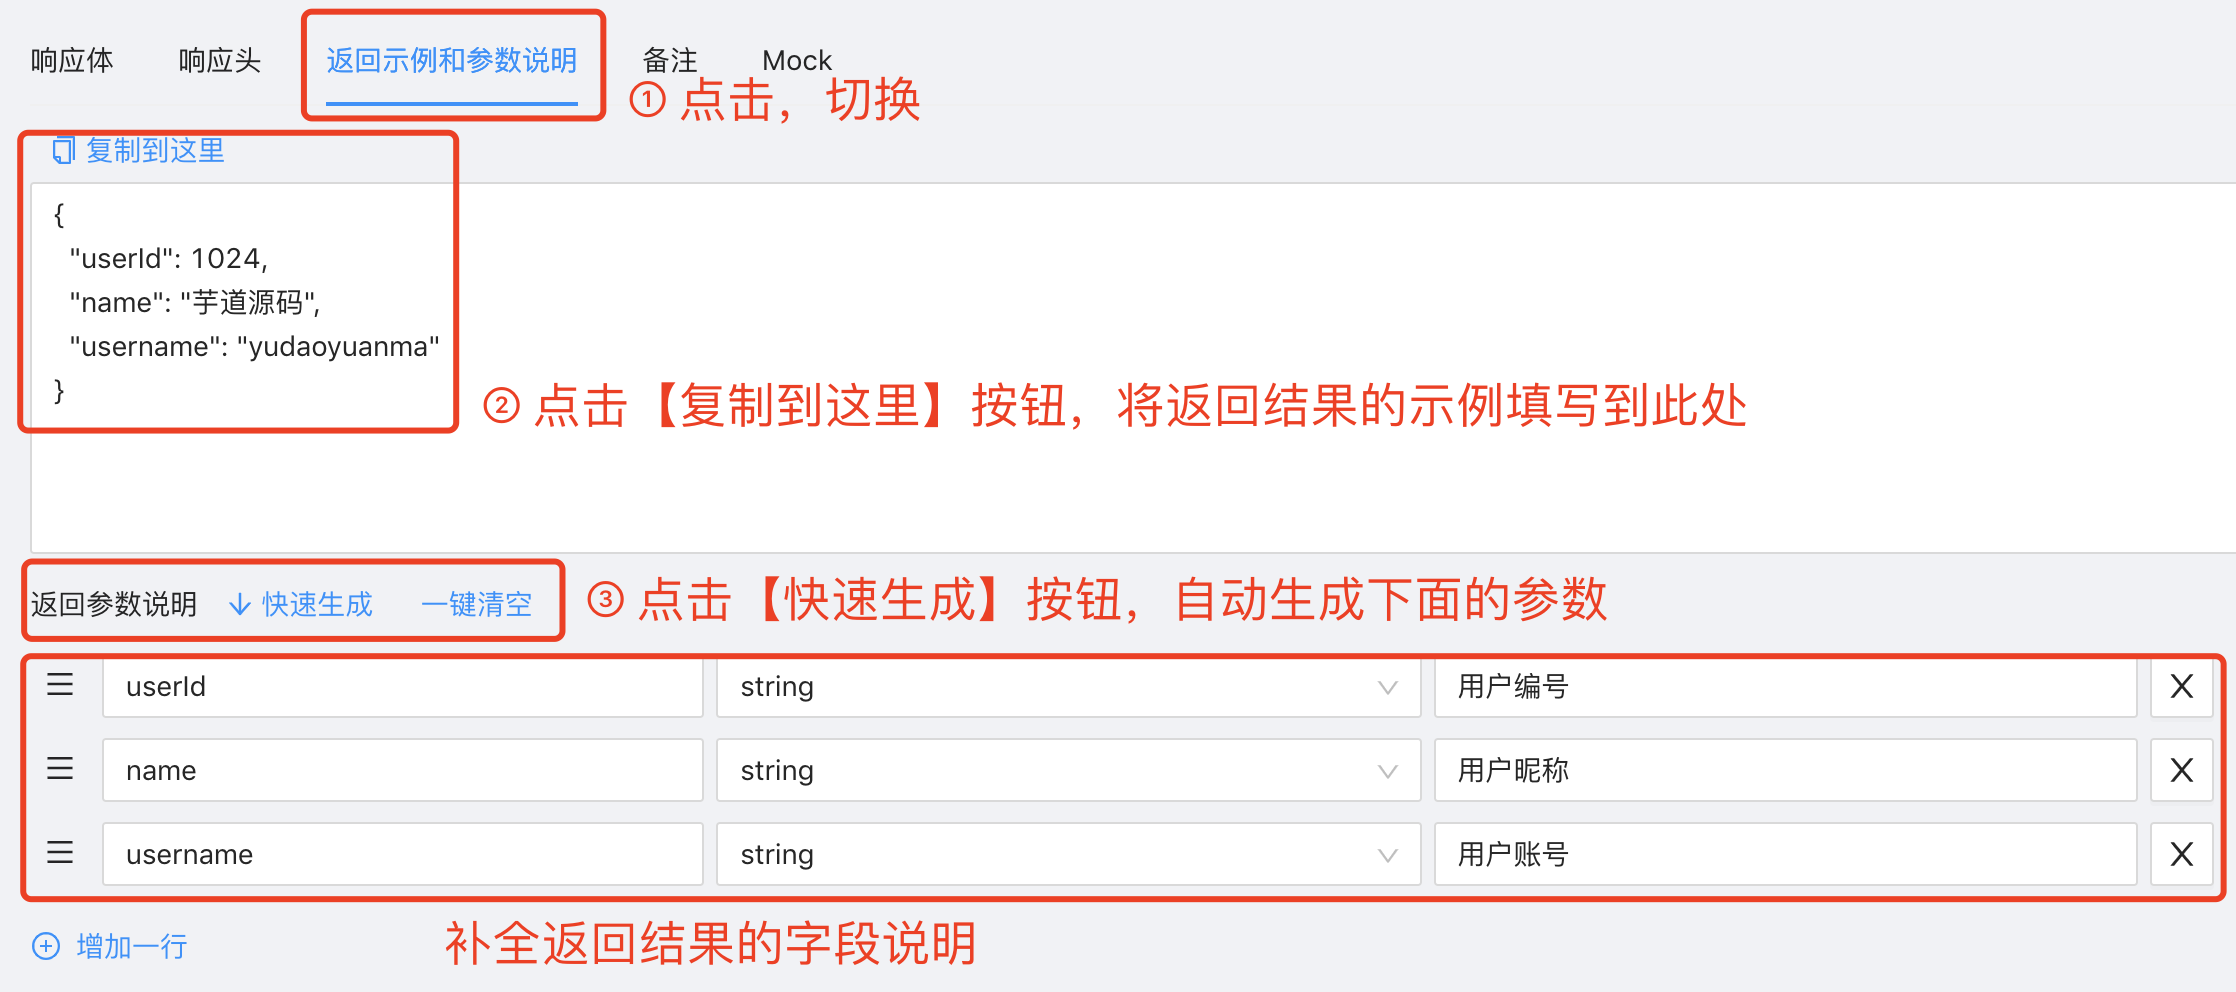 响应体 响应头 返回示例和参数说明 备注 Mock
① 点击，切换
复制到这里
{
"userId": 1024,
"name": "芋道源码",
"username": "yudaoyuanma"
}
② 点击【复制到这里】按钮，将返回结果的示例填写到此处
返回参数说明 快速生成 一键清空
③ 点击【快速生成】按钮，自动生成下面的参数
userId string 用户编号 X
name string 用户昵称 X
username string 用户账号 X
增加一行
补全返回结果的字段说明